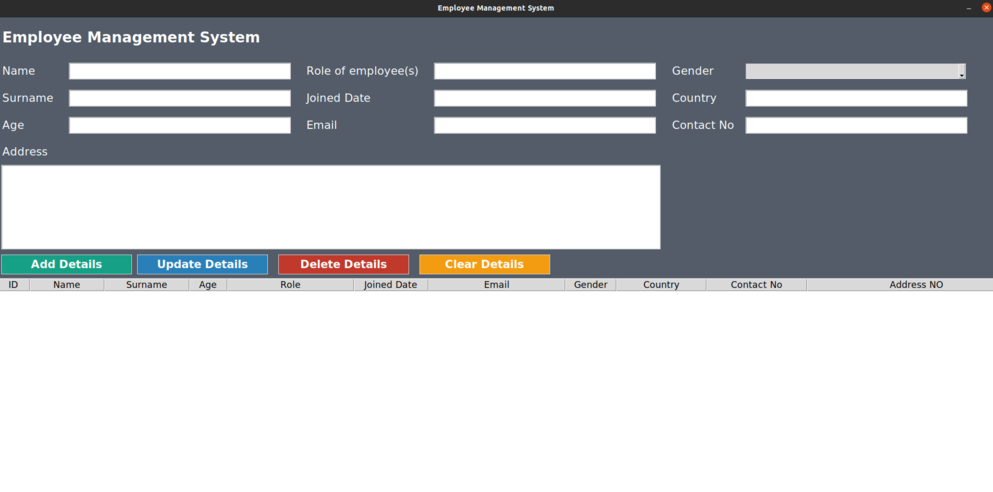 Employee Management System
Employee Management System
Name Role of employee(s) Gender
Surname Joined Date Country
Age Email Contact No
Address
Add Details Update Details Delete Details Clear Details
ID Name Surname Age Role Joined Date Email Gender Country Contact No Address NO